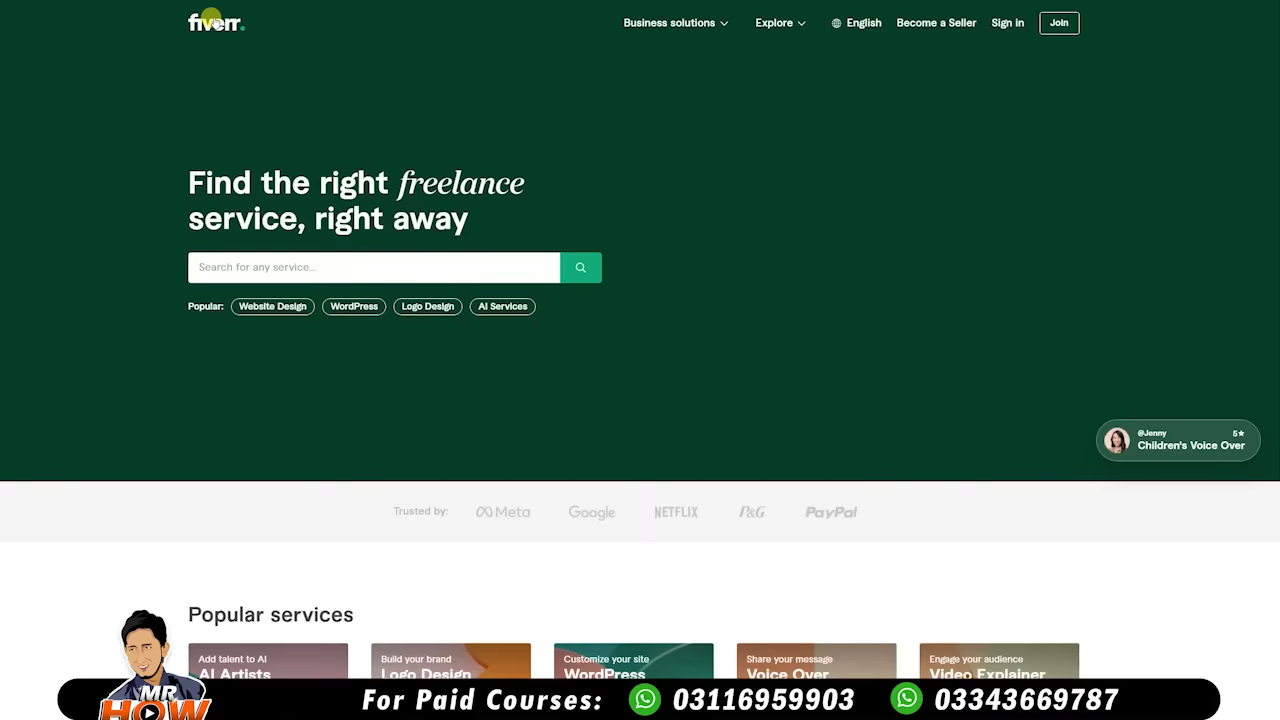 fiverr.
Business solutions
Explore
English
Become a Seller
Sign in
Join
Find the right freelance
service, right away
Search for any service...
Popular:
Website Design
WordPress
Logo Design
AI Services
@Jenny 5★
Children's Voice Over
Trusted by:
Meta
Google
NETFLIX
P&G
PayPal
Popular services
Add talent to AI
AI Artists
Build your brand
Logo Design
Customize your site
WordPress
Share your message
Voice Over
Engage your audience
Video Explainer
MR
HOW
For Paid Courses: 03116959903 03343669787